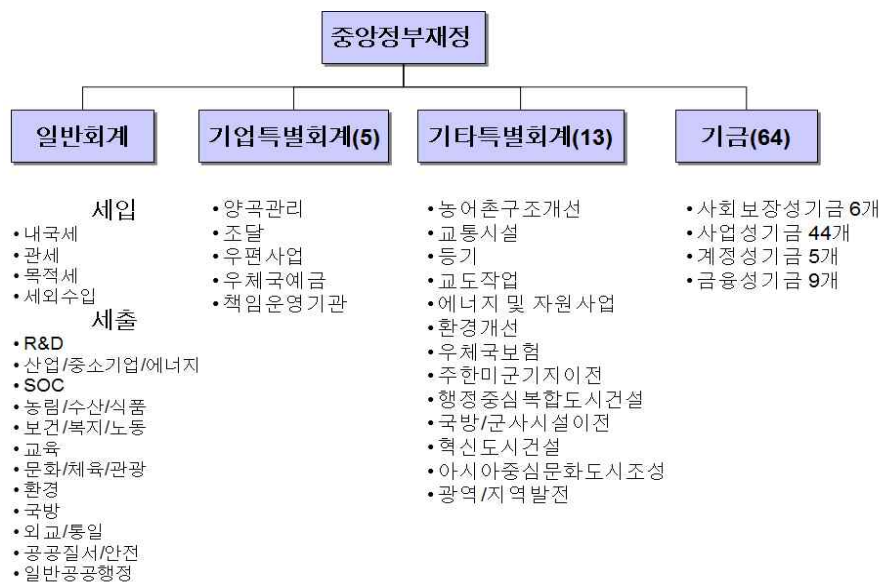 중앙정부재정
일반회계
기업특별회계(5)
기타특별회계(13)
기금(64)
세입
• 내국세
• 관세
• 목적세
• 세외수입
세출
• R&D
• 산업/중소기업/에너지
• SOC
• 농림/수산/식품
• 보건/복지/노동
• 교육
• 문화/체육/관광
• 환경
• 국방
• 외교/통일
• 공공질서/안전
• 일반공공행정
• 양곡관리
• 조달
• 우편사업
• 우체국예금
• 책임운영기관
• 농어촌구조개선
• 교통시설
• 등기
• 교도작업
• 에너지 및 자원사업
• 환경개선
• 우체국보험
• 주한미군기지이전
• 행정중심복합도시건설
• 국방/군사시설이전
• 혁신도시건설
• 아시아중심문화도시조성
• 광역/지역발전
• 사회보장성기금 6개
• 사업성기금 44개
• 계정성기금 5개
• 금융성기금 9개